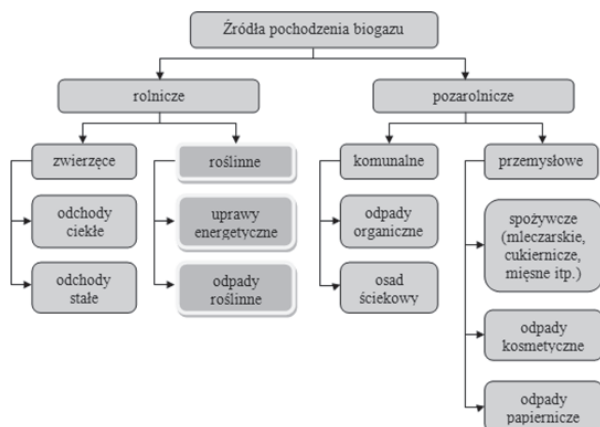 Źródła pochodzenia biogazu
rolnicze
pozarolnicze
zwierzęce
roślinne
komunalne
przemysłowe
odchody
ciekłe
uprawy
energetyczne
odpady
organiczne
spożywcze
(mleczarskie,
cukiernicze,
mięsne itp.)
odchody
stałe
odpady
roślinne
osad
ściekowy
odpady
kosmetyczne
odpady
papiernicze